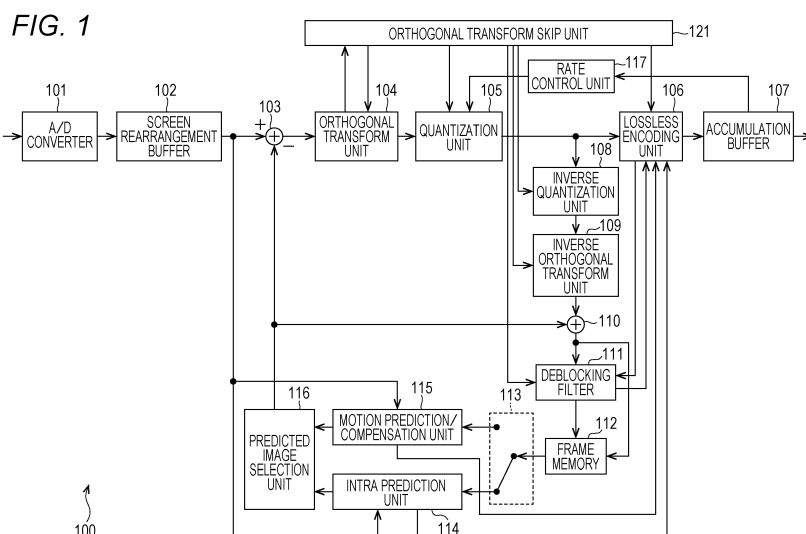 FIG. 1
ORTHOGONAL TRANSFORM SKIP UNIT
121
RATE
CONTROL UNIT
117
101
A/D
CONVERTER
102
SCREEN
REARRANGEMENT
BUFFER
103
+
−
104
ORTHOGONAL
TRANSFORM
UNIT
105
QUANTIZATION
UNIT
106
LOSSLESS
ENCODING
UNIT
107
ACCUMULATION
BUFFER
108
INVERSE
QUANTIZATION
UNIT
109
INVERSE
ORTHOGONAL
TRANSFORM
UNIT
110
111
DEBLOCKING
FILTER
112
FRAME
MEMORY
113
115
MOTION PREDICTION/
COMPENSATION UNIT
116
PREDICTED
IMAGE
SELECTION
UNIT
INTRA PREDICTION
UNIT
114
100